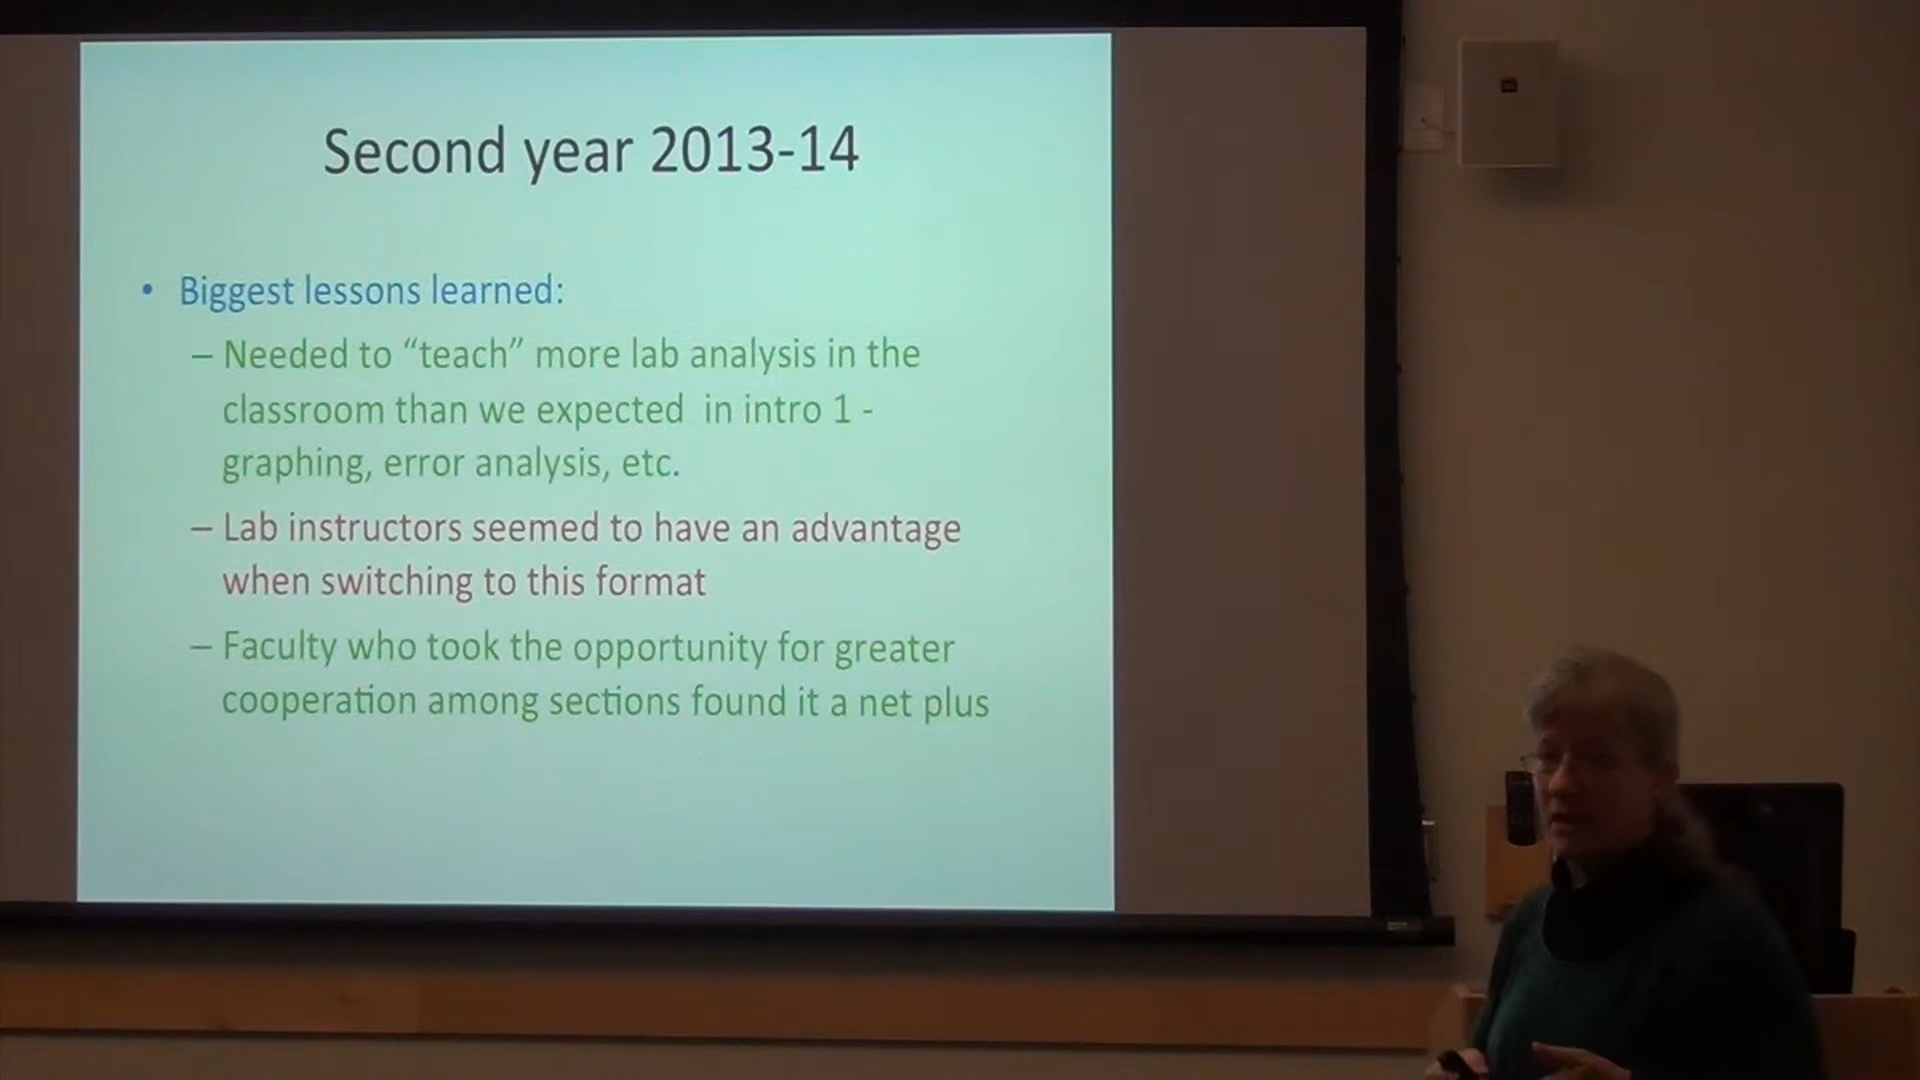 Second year 2013-14
• Biggest lessons learned:
– Needed to “teach” more lab analysis in the
classroom than we expected in intro 1 -
graphing, error analysis, etc.
– Lab instructors seemed to have an advantage
when switching to this format
– Faculty who took the opportunity for greater
cooperation among sections found it a net plus